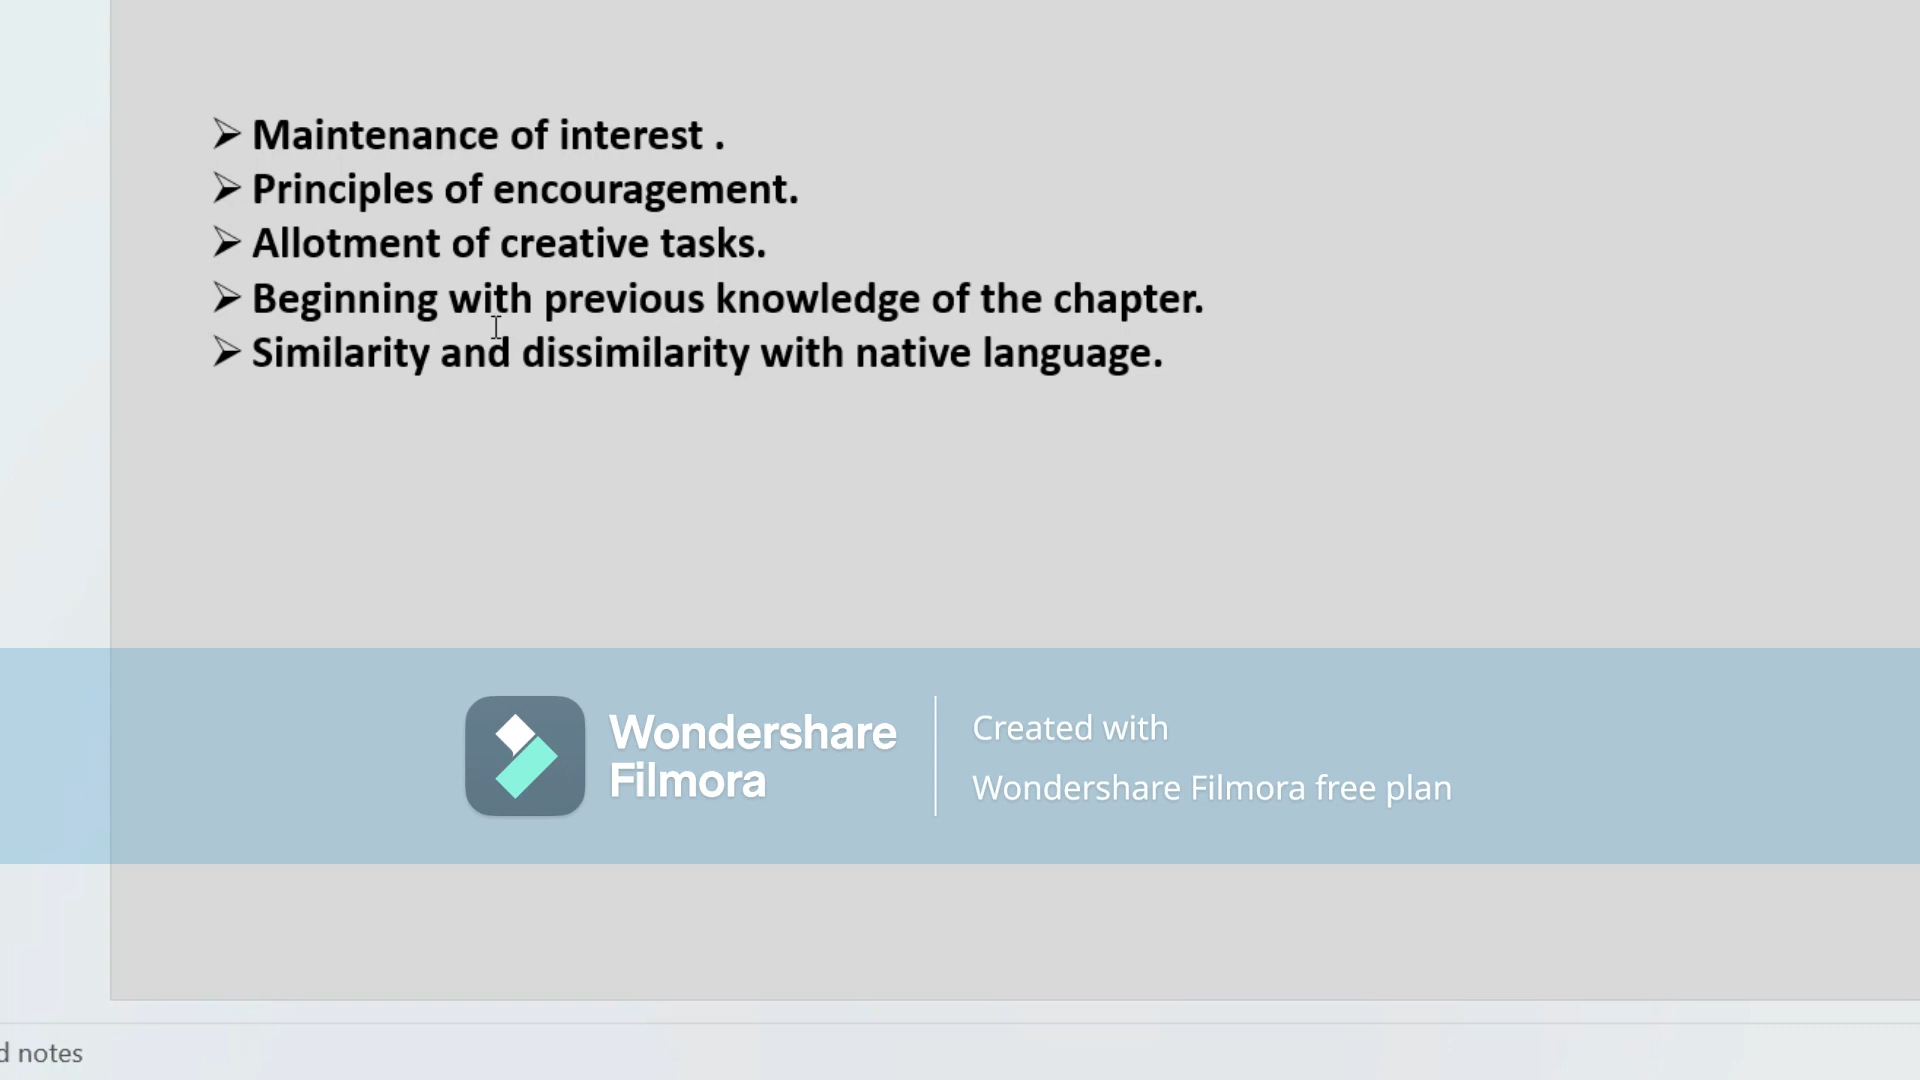 ➢ Maintenance of interest .
➢ Principles of encouragement.
➢ Allotment of creative tasks.
➢ Beginning with previous knowledge of the chapter.
➢ Similarity and dissimilarity with native language.
Wondershare
Filmora
Created with
Wondershare Filmora free plan
d notes